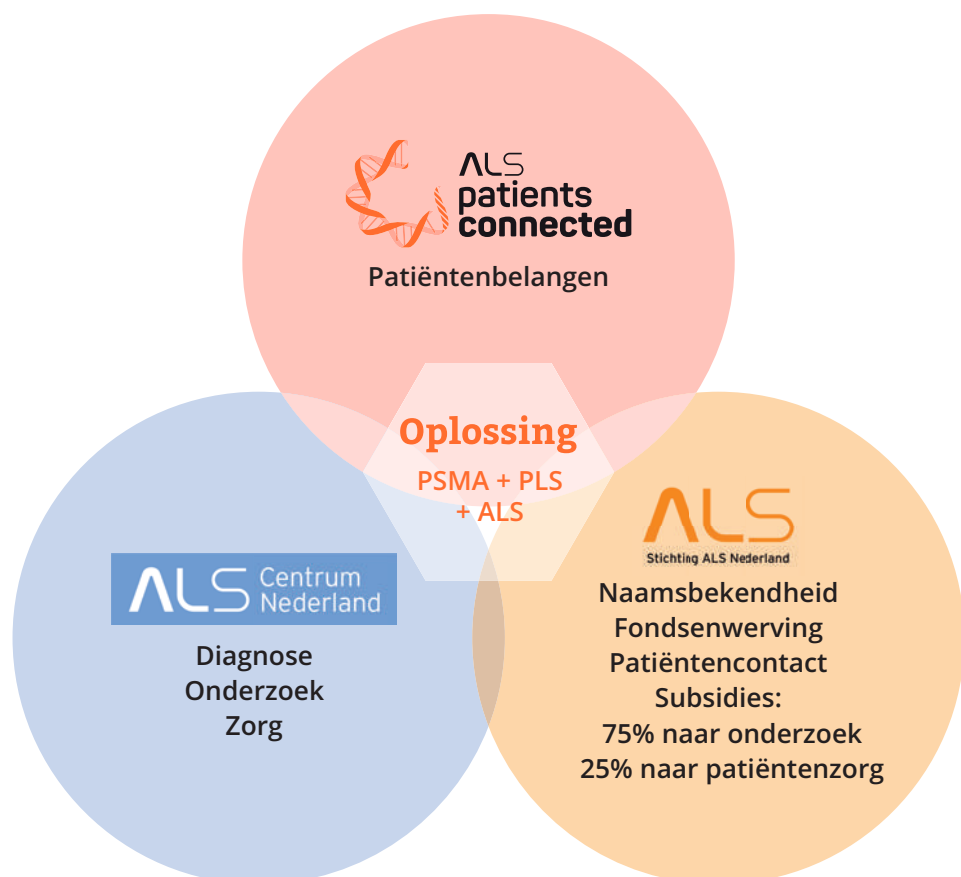 ALS
patients
connected
Patiëntenbelangen
Oplossing
PSMA + PLS
+ ALS
ALS Centrum
Nederland
Diagnose
Onderzoek
Zorg
ALS
Stichting ALS Nederland
Naamsbekendheid
Fondsenwerving
Patiëntencontact
Subsidies:
75% naar onderzoek
25% naar patiëntenzorg